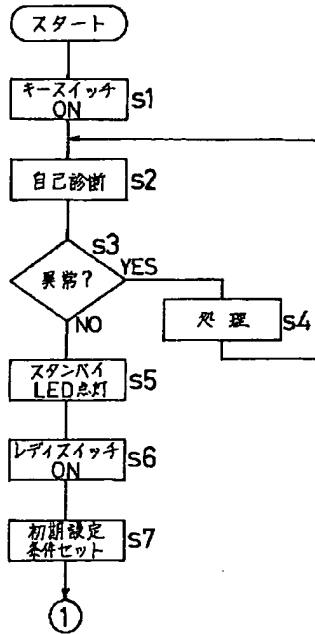 スタート
キースイッチ
ON
S1
自己診断
S2
S3
異常?
YES
NO
処理
S4
スタンバイ
LED点灯
S5
レディスイッチ
ON
S6
初期設定
条件セット
S7
1